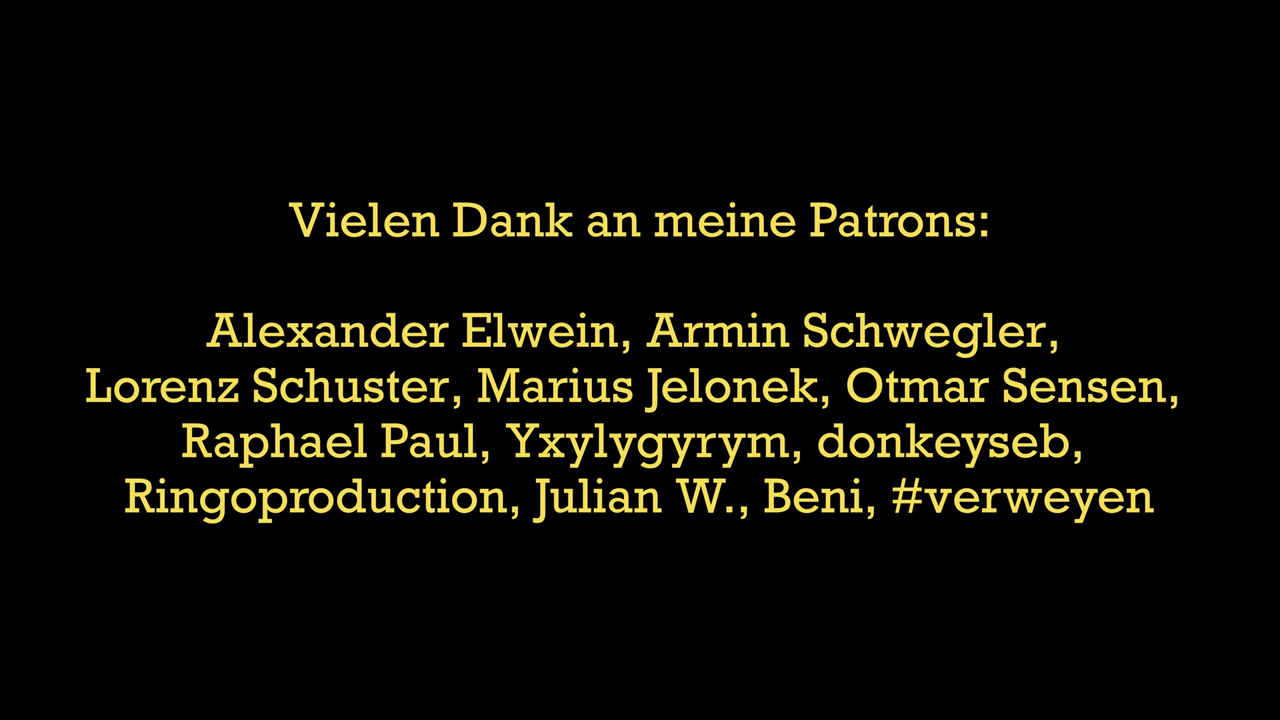 Vielen Dank an meine Patrons:
Alexander Elwein, Armin Schwegler,
Lorenz Schuster, Marius Jelonek, Otmar Sensen,
Raphael Paul, Yxylygyrym, donkeyseb,
Ringoproduction, Julian W., Beni, #verweyen